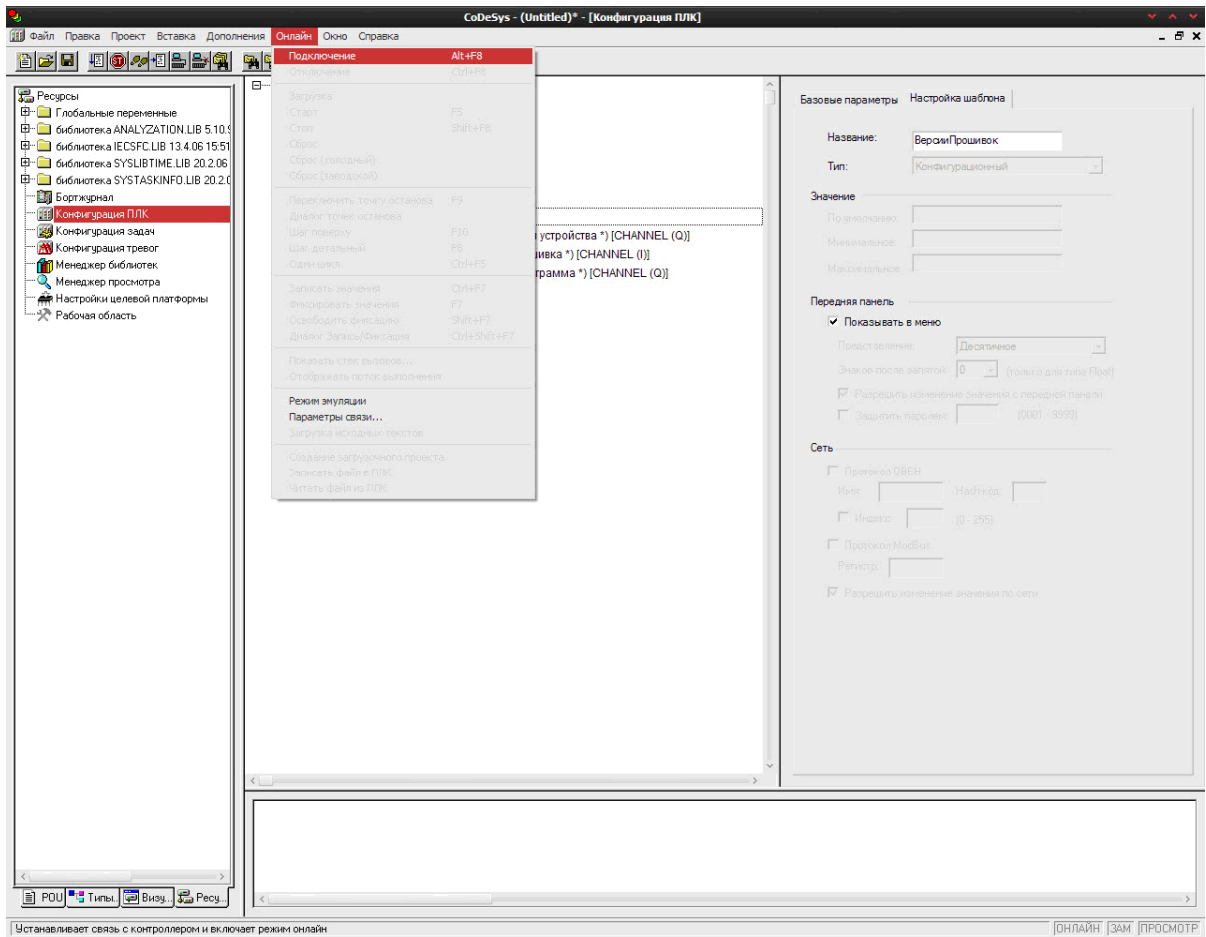 CoDeSys - (Untitled)* - [Конфигурация ПЛК]
Файл Правка Проект Вставка Дополнения Онлайн Окно Справка
Подключение Alt+F8
Отключение Ctrl+F8
Загрузка
Старт F5
Стоп Shift+F8
Сброс
Сброс (холодный)
Сброс (заводской)
Переключить точку останова F9
Диалог точек останова
Шаг поверху F10
Шаг детальный F8
Один цикл Ctrl+F5
Записать значения Ctrl+F7
Фиксировать значения F7
Освободить фиксацию Shift+F7
Диалог Запись/Фиксация Ctrl+Shift+F7
Показать стек вызовов...
Отображать поток выполнения
Режим эмуляции
Параметры связи...
Загрузка исходных текстов
Создание загрузочного проекта
Записать файл в ПЛК
Читать файл из ПЛК
Ресурсы
Глобальные переменные
библиотека ANALYZATION.LIB 5.10.9
библиотека IECSFC.LIB 13.4.06 15:51
библиотека SYSLIBTIME.LIB 20.2.06
библиотека SYSTASKINFO.LIB 20.2.0
Бортжурнал
Конфигурация ПЛК
Конфигурация задач
Конфигурация тревог
Менеджер библиотек
Менеджер просмотра
Настройки целевой платформы
Рабочая область
устройства *) [CHANNEL (Q)]
ивка *) [CHANNEL (I)]
грамма *) [CHANNEL (Q)]
Базовые параметры Настройка шаблона
Название: ВерсииПрошивок
Тип: Конфигурационный
Значение
По умолчанию:
Минимальное:
Максимальное:
Передняя панель
Показывать в меню
Представление: Десятичное
Знаков после запятой: 0 (только для типа Float)
Разрешить изменение значения с передней панели
Защитить паролем: (0001 - 9999)
Сеть
Протокол ОВЕН
Имя: Hash-код:
Индекс: (0 - 255)
Протокол ModBus
Регистр:
Разрешить изменение значения по сети
POU Типы... Визу... Ресу...
Устанавливает связь с контроллером и включает режим онлайн
ОНЛАЙН ЗАМ ПРОСМОТР